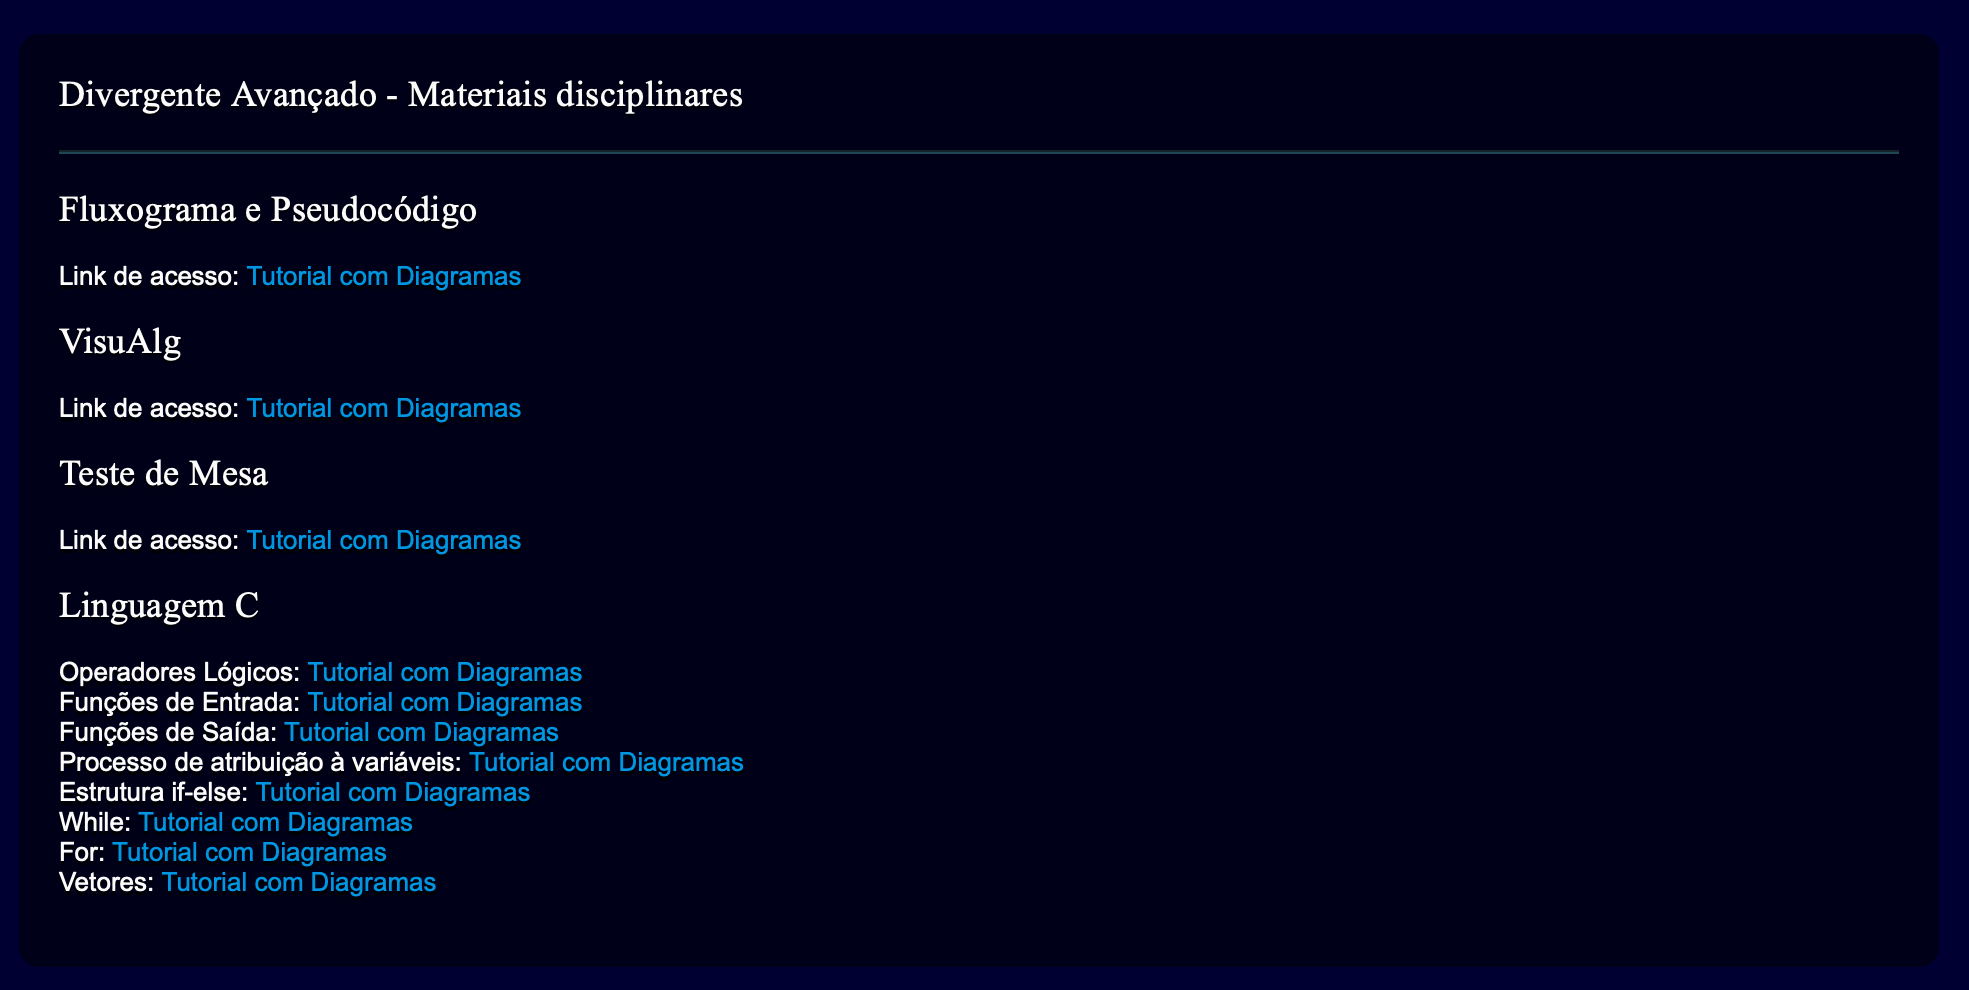 Divergente Avançado - Materiais disciplinares
Fluxograma e Pseudocódigo
Link de acesso: Tutorial com Diagramas
VisuAlg
Link de acesso: Tutorial com Diagramas
Teste de Mesa
Link de acesso: Tutorial com Diagramas
Linguagem C
Operadores Lógicos: Tutorial com Diagramas
Funções de Entrada: Tutorial com Diagramas
Funções de Saída: Tutorial com Diagramas
Processo de atribuição à variáveis: Tutorial com Diagramas
Estrutura if-else: Tutorial com Diagramas
While: Tutorial com Diagramas
For: Tutorial com Diagramas
Vetores: Tutorial com Diagramas